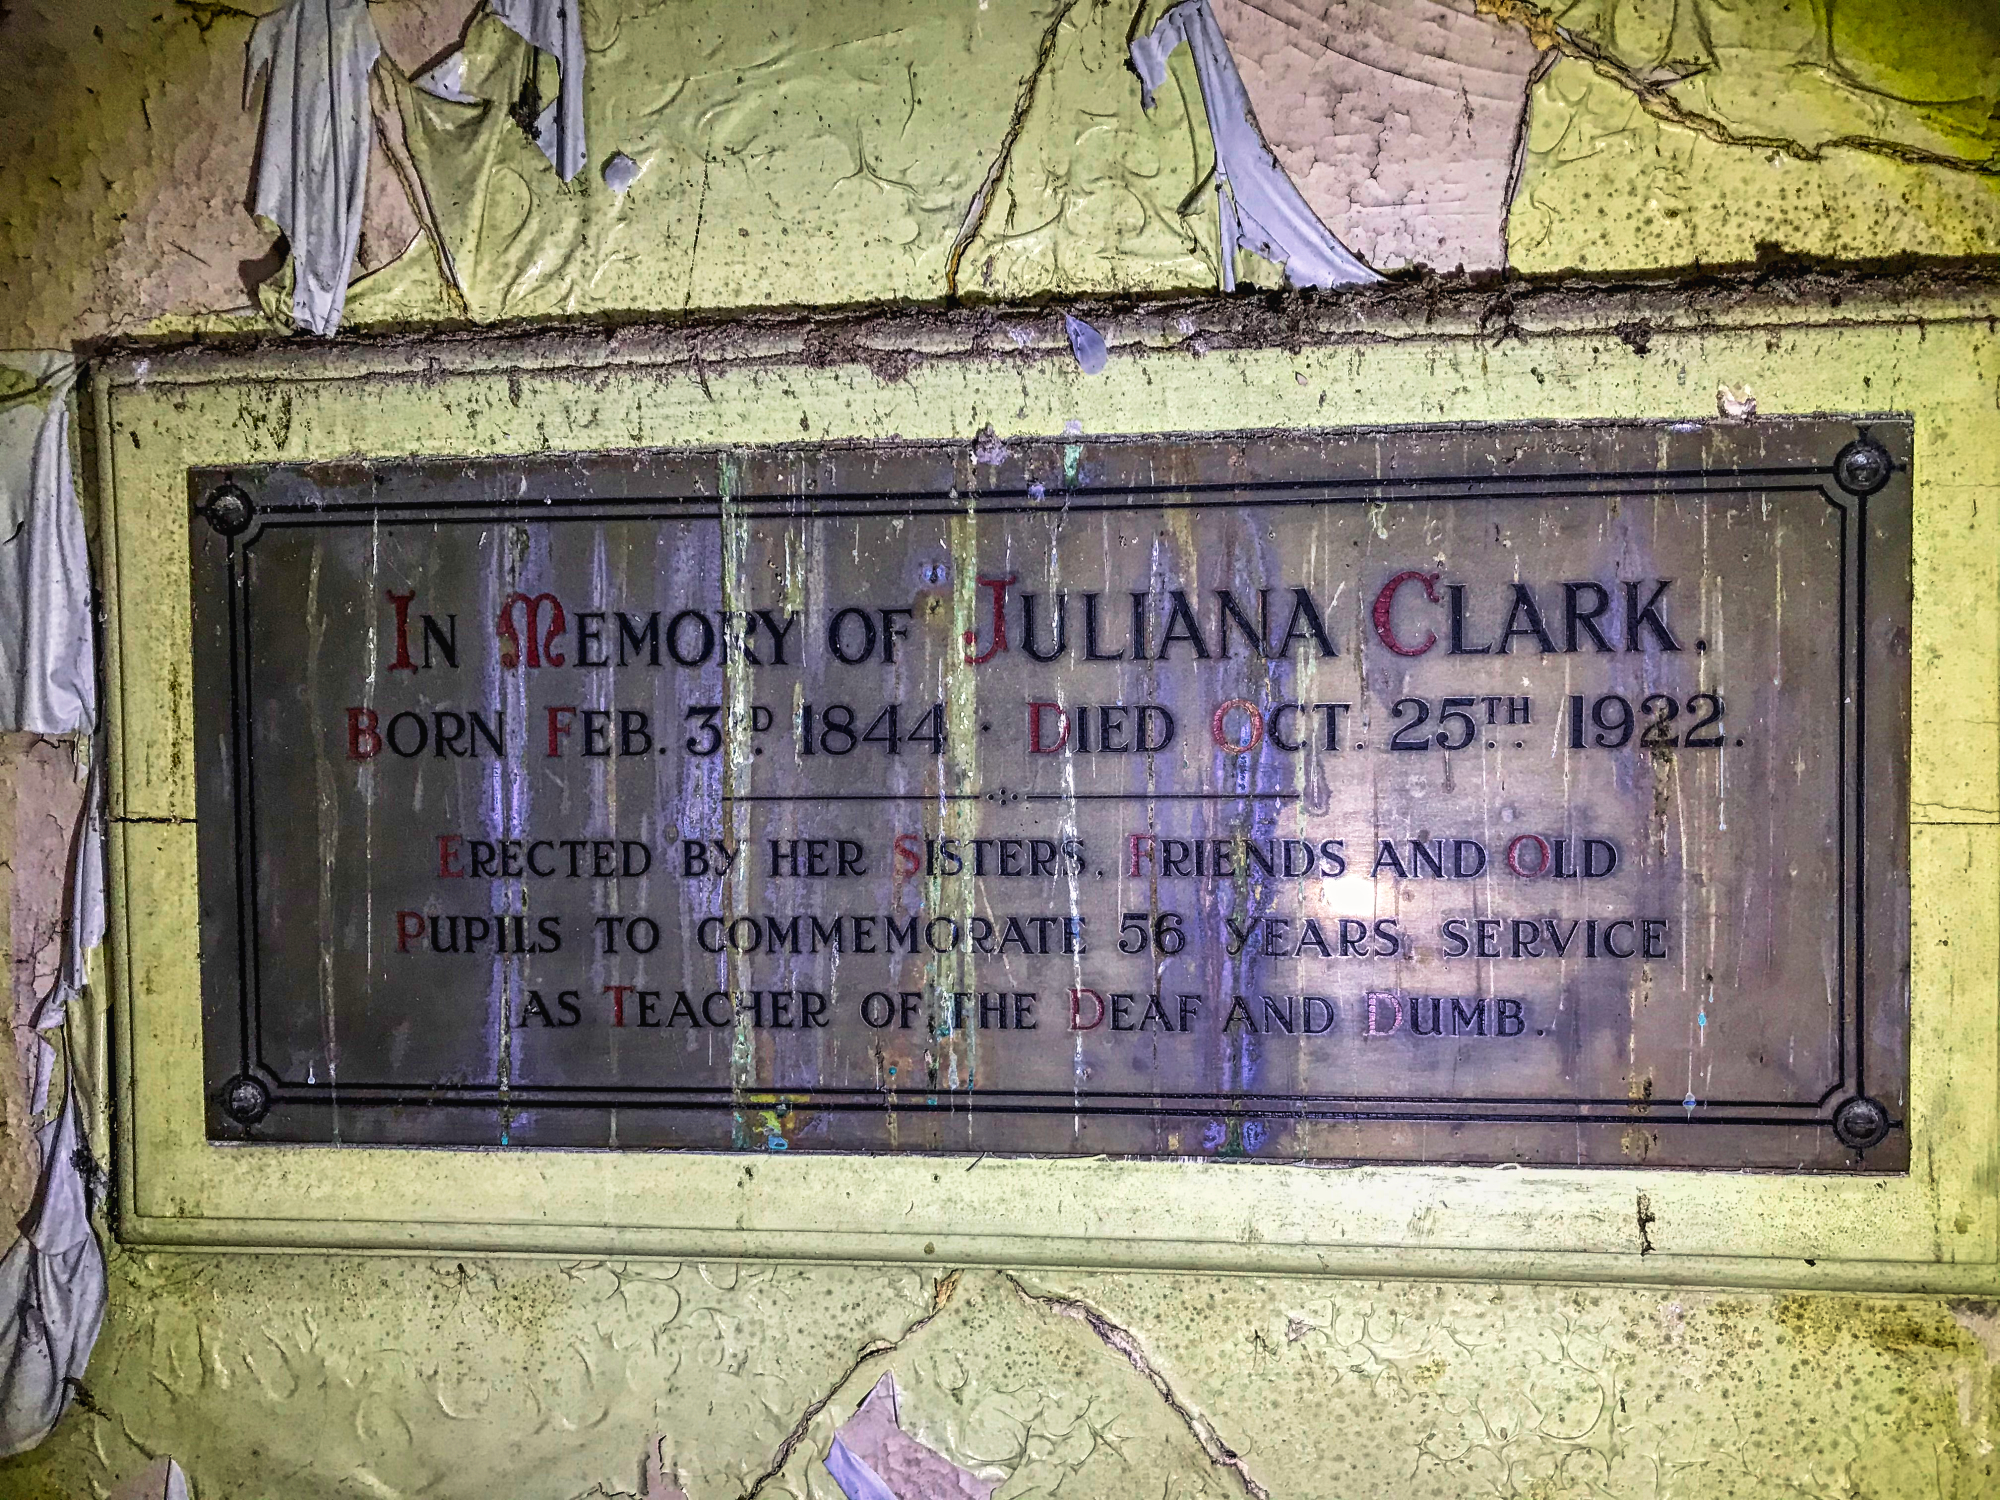 In Memory of Juliana Clark.
Born Feb. 3rd. 1844 · Died Oct. 25th. 1922.
Erected by her Sisters, Friends and Old
Pupils to commemorate 56 years service
as Teacher of the Deaf and Dumb.